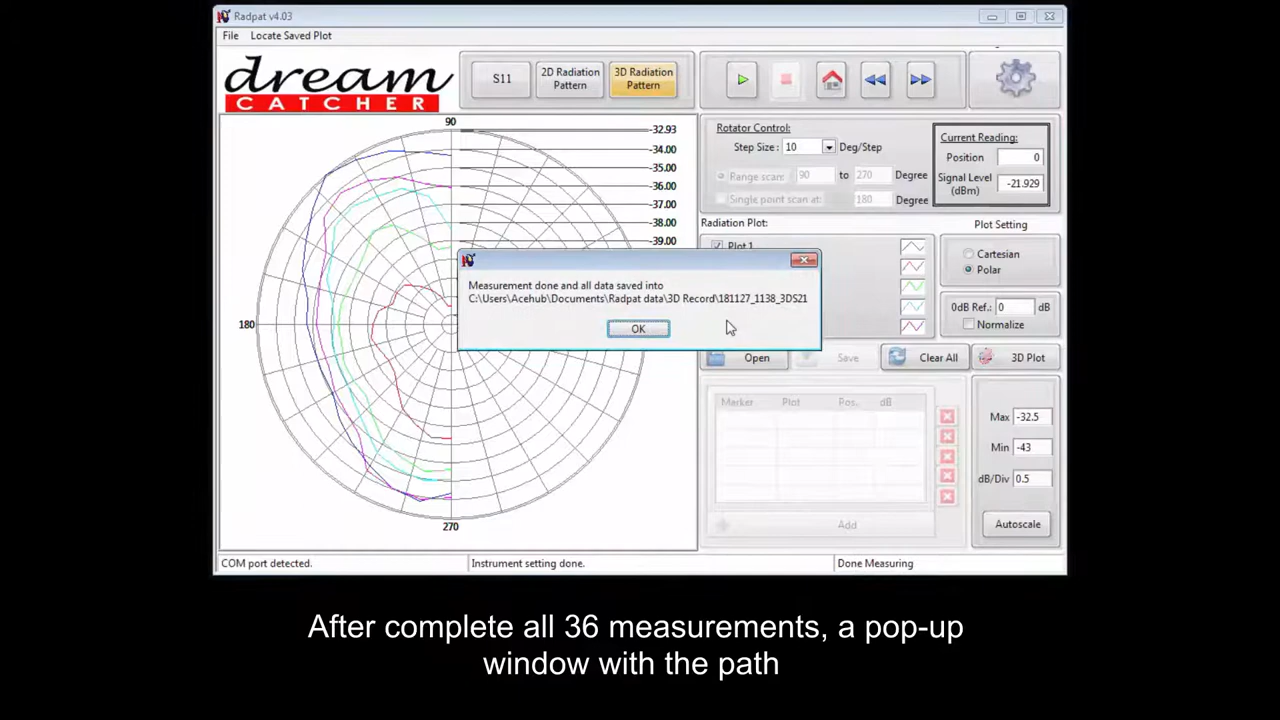 Radpat v4.03
File Locate Saved Plot
dream
CATCHER
S11
2D Radiation
Pattern
3D Radiation
Pattern
90
-32.93
-34.00
-35.00
-36.00
-37.00
-38.00
-39.00
180
270
Rotator Control:
Step Size : 10 Deg/Step
Range scan: 90 to 270 Degree
Single point scan at: 180 Degree
Current Reading:
Position 0
Signal Level
(dBm)
-21.929
Radiation Plot:
Plot 1
Plot Setting
Cartesian
Polar
0dB Ref.: 0 dB
Normalize
Measurement done and all data saved into
C:\Users\Acehub\Documents\Radpat data\3D Record\181127_1138_3DS21
OK
Open Save Clear All 3D Plot
Marker Plot Pos. dB
Add
Max -32.5
Min -43
dB/Div 0.5
Autoscale
COM port detected. Instrument setting done. Done Measuring
After complete all 36 measurements, a pop-up
window with the path